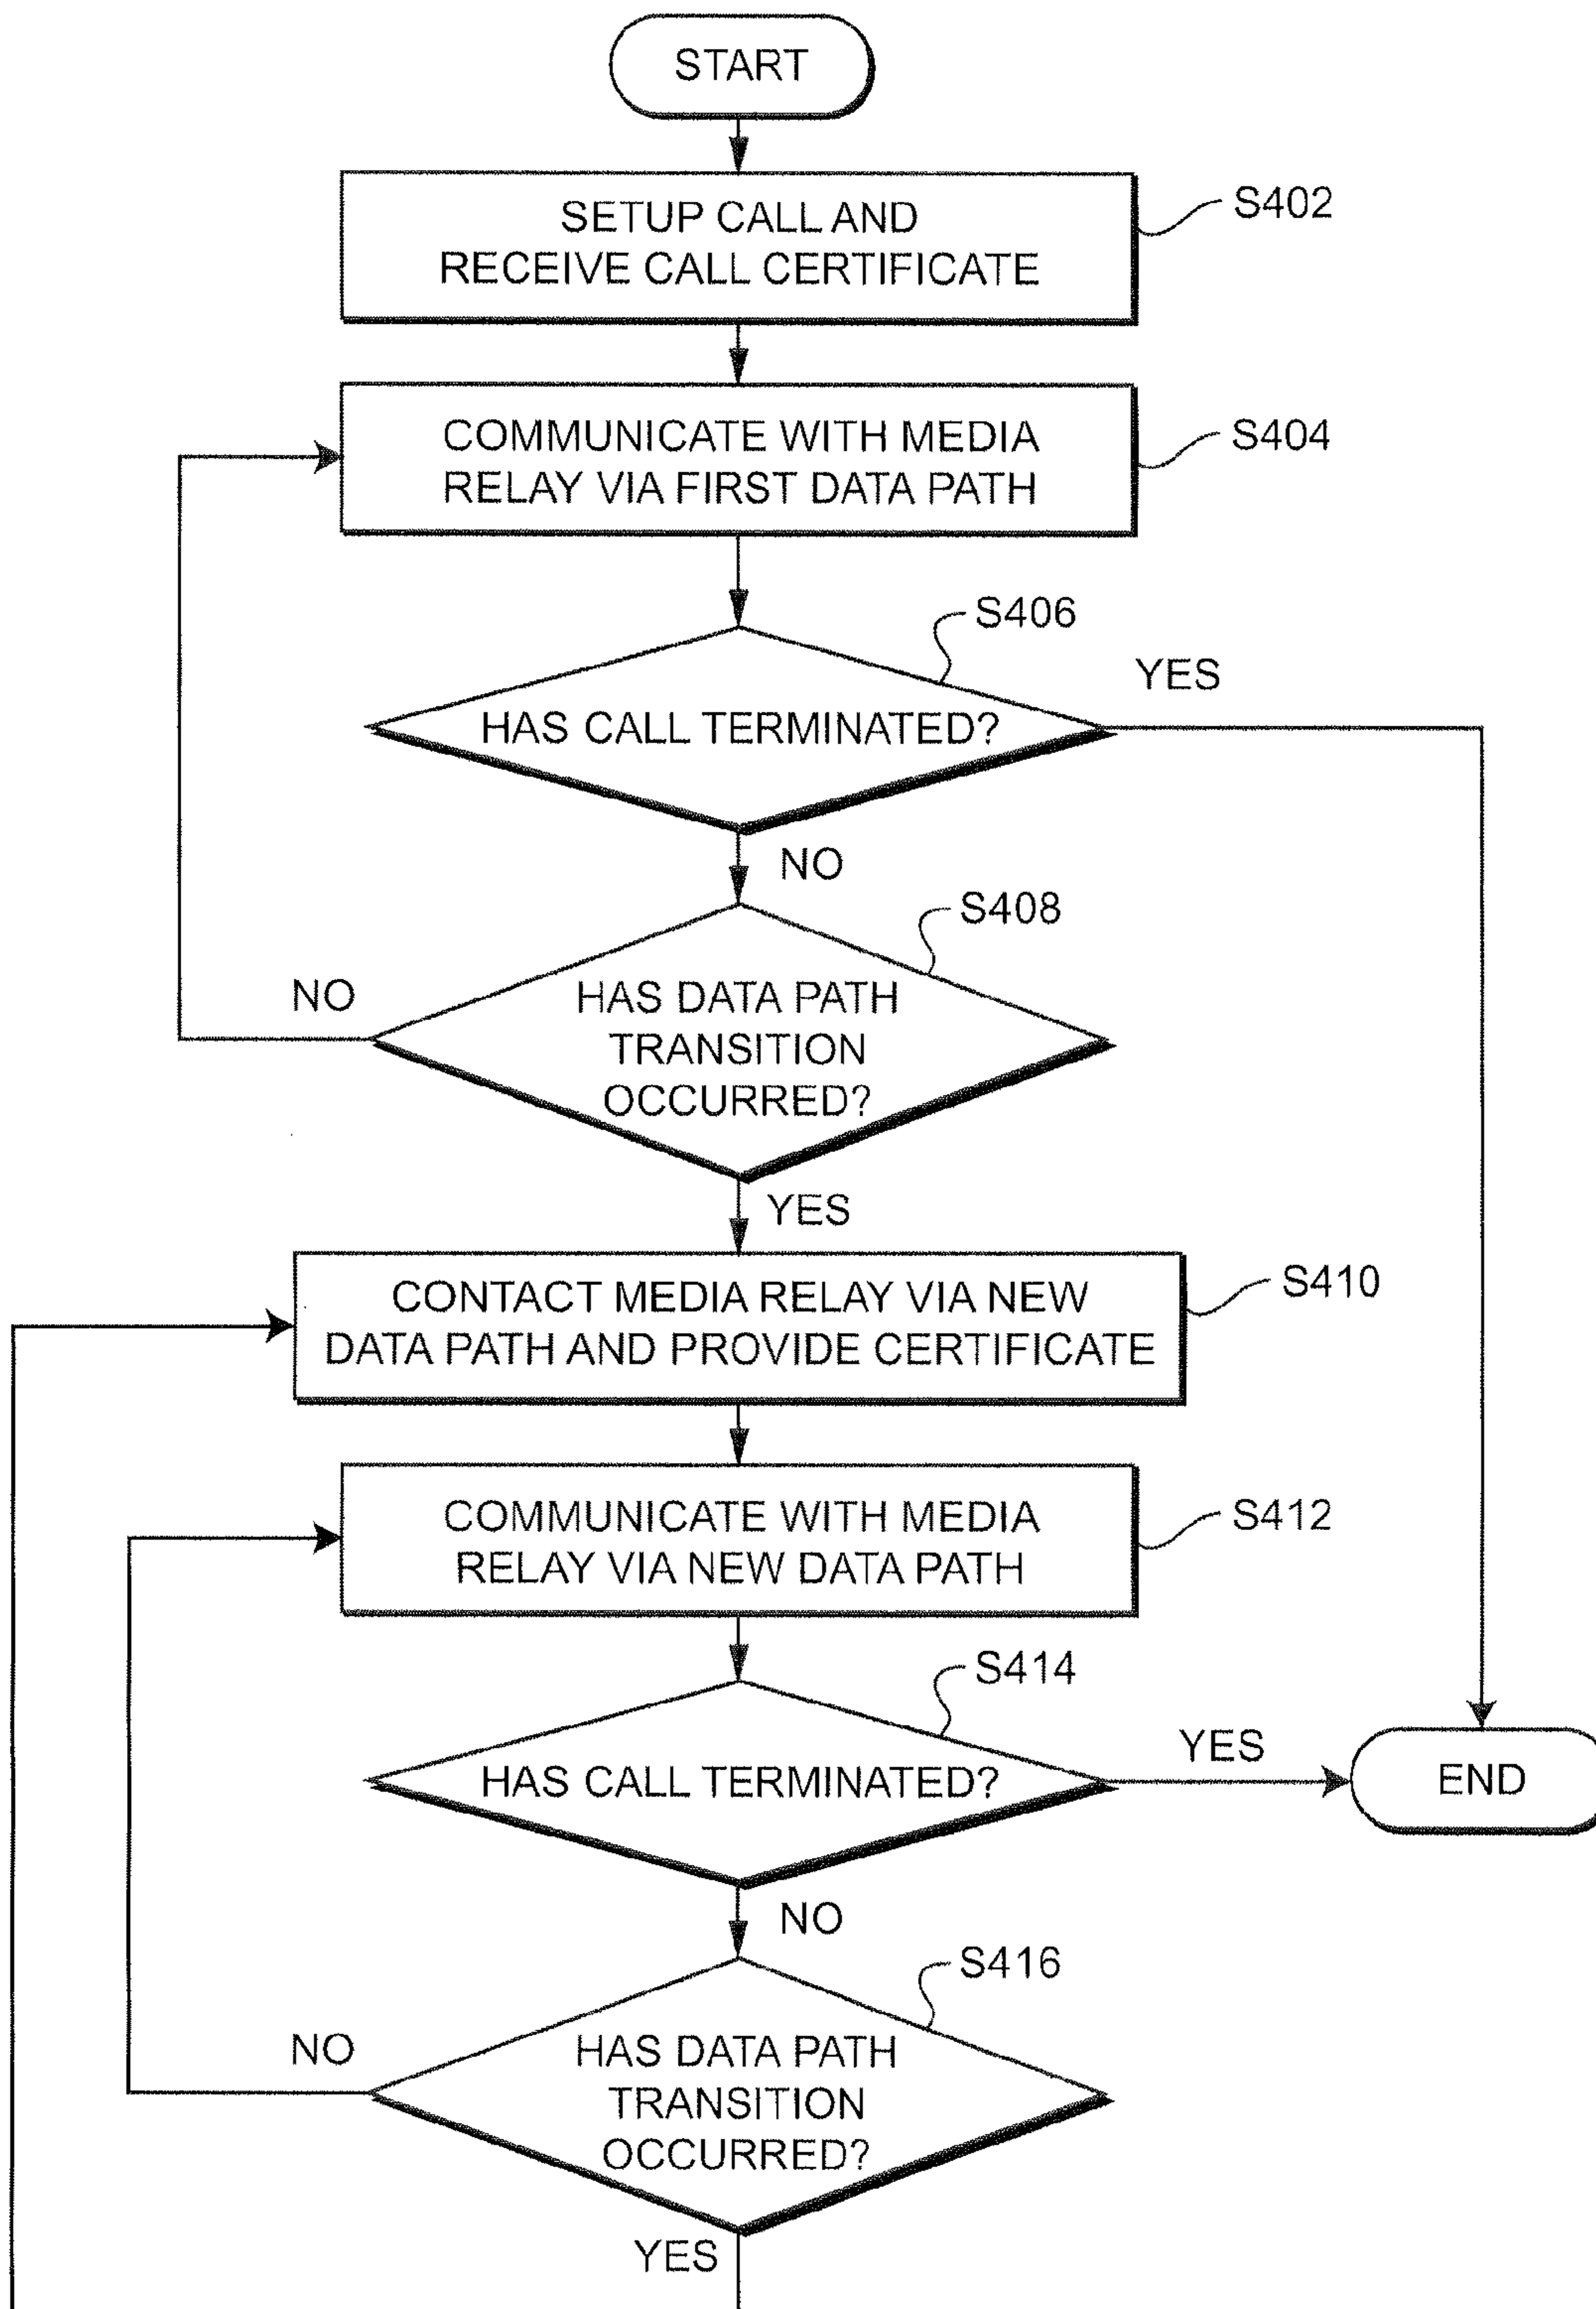 START
SETUP CALL AND
RECEIVE CALL CERTIFICATE
S402
COMMUNICATE WITH MEDIA
RELAY VIA FIRST DATA PATH
S404
S406
HAS CALL TERMINATED?
YES
NO
S408
HAS DATA PATH
TRANSITION
OCCURRED?
NO
YES
CONTACT MEDIA RELAY VIA NEW
DATA PATH AND PROVIDE CERTIFICATE
S410
COMMUNICATE WITH MEDIA
RELAY VIA NEW DATA PATH
S412
S414
HAS CALL TERMINATED?
YES
END
NO
S416
HAS DATA PATH
TRANSITION
OCCURRED?
NO
YES